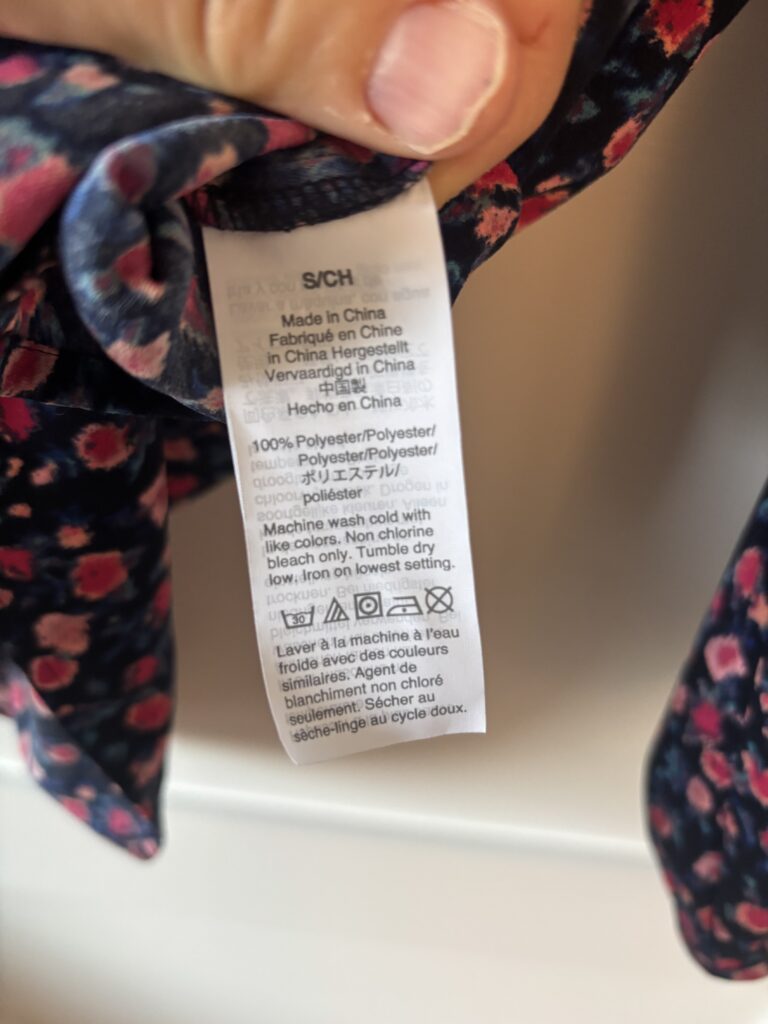 S/CH
Made in China
Fabriqué en Chine
in China Hergestellt
Vervaardigd in China
中国製
Hecho en China
100% Polyester/Polyester/
Polyester/Polyester/
ポリエステル/
poliéster
Machine wash cold with
like colors. Non chlorine
bleach only. Tumble dry
low. Iron on lowest setting.
30
Laver à la machine à l'eau
froide avec des couleurs
similaires. Agent de
blanchiment non chloré
seulement. Sécher au
sèche-linge au cycle doux.